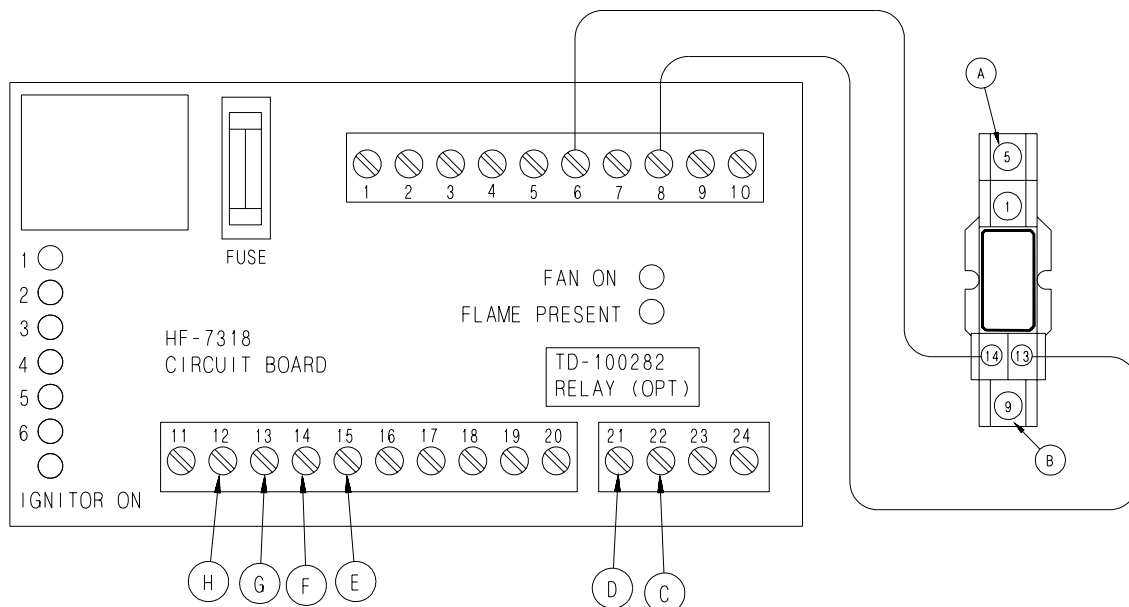 A
5
1
1 2 3 4 5 6 7 8 9 10
FUSE
1
2
3
4
5
6
IGNITOR ON
FAN ON
FLAME PRESENT
HF-7318
CIRCUIT BOARD
TD-100282
RELAY (OPT)
14 13
9
B
11 12 13 14 15 16 17 18 19 20
21 22 23 24
H G F E D C